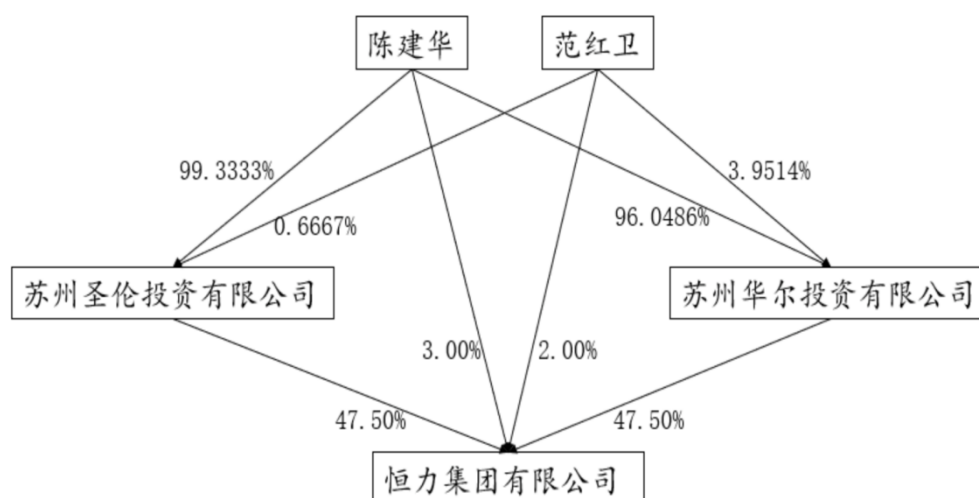 陈建华
范红卫
99.3333%
3.9514%
0.6667%
96.0486%
苏州圣伦投资有限公司
苏州华尔投资有限公司
3.00%
2.00%
47.50%
47.50%
恒力集团有限公司